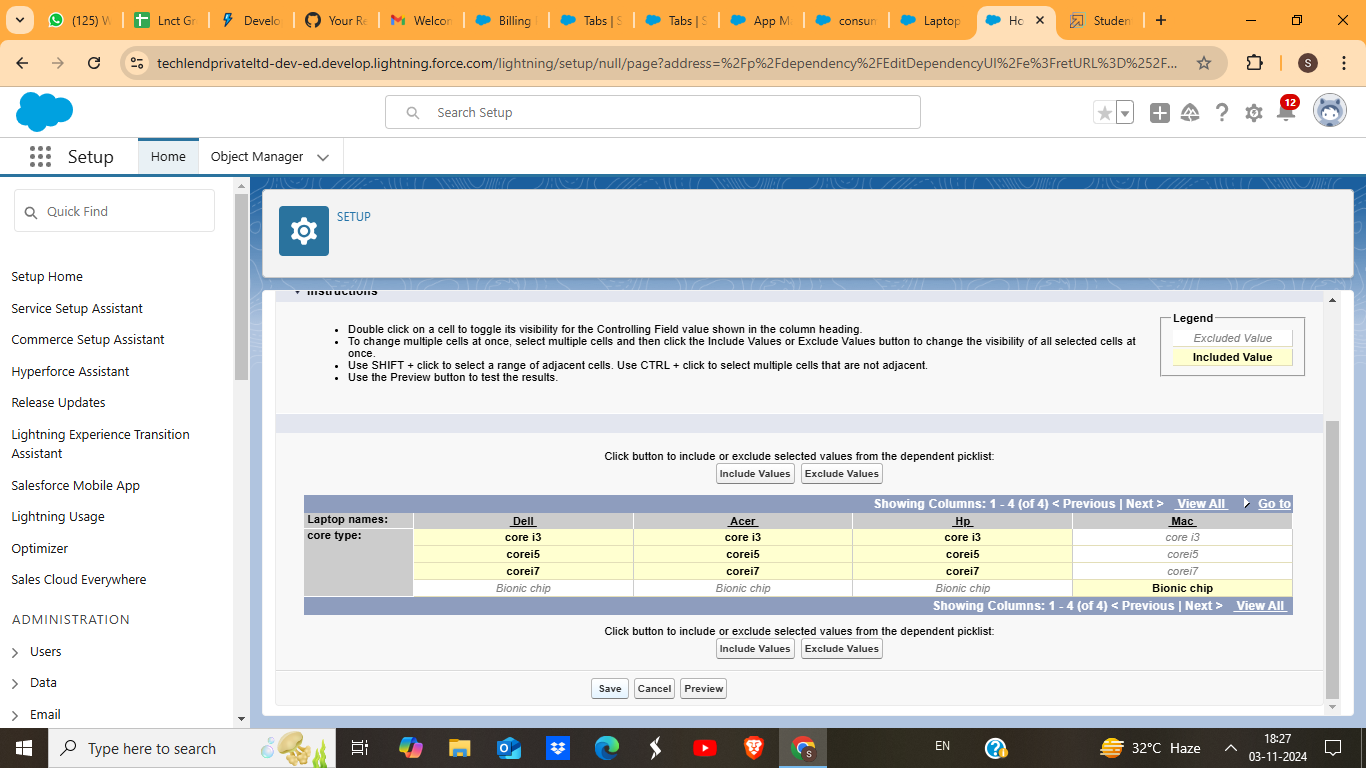 (125) W
Lnct Gr
Develo
Your Re
Welcon
Billing
Tabs | S
Tabs | S
App M
consum
Laptop
Ho
Studen
techlendprivateltd-dev-ed.develop.lightning.force.com/lightning/setup/null/page?address=%2Fp%2Fdependency%2FEditDependencyUI%2Fe%3FretURL%3D%252F...
S
Search Setup
12
Setup
Home
Object Manager
Quick Find
SETUP
Setup Home
Service Setup Assistant
Commerce Setup Assistant
Hyperforce Assistant
Release Updates
Lightning Experience Transition
Assistant
Salesforce Mobile App
Lightning Usage
Optimizer
Sales Cloud Everywhere
ADMINISTRATION
Users
Data
Email
Instructions
• Double click on a cell to toggle its visibility for the Controlling Field value shown in the column heading.
• To change multiple cells at once, select multiple cells and then click the Include Values or Exclude Values button to change the visibility of all selected cells at
once.
• Use SHIFT + click to select a range of adjacent cells. Use CTRL + click to select multiple cells that are not adjacent.
• Use the Preview button to test the results.
Legend
Excluded Value
Included Value
Click button to include or exclude selected values from the dependent picklist:
Include Values Exclude Values
Showing Columns: 1 - 4 (of 4) < Previous | Next > View All Go to
Laptop names: Dell Acer Hp Mac
core type: core i3 core i3 core i3 core i3
corei5 corei5 corei5 corei5
corei7 corei7 corei7 corei7
Bionic chip Bionic chip Bionic chip Bionic chip
Showing Columns: 1 - 4 (of 4) < Previous | Next > View All
Click button to include or exclude selected values from the dependent picklist:
Include Values Exclude Values
Save Cancel Preview
Type here to search
EN
32°C Haze
18:27
03-11-2024